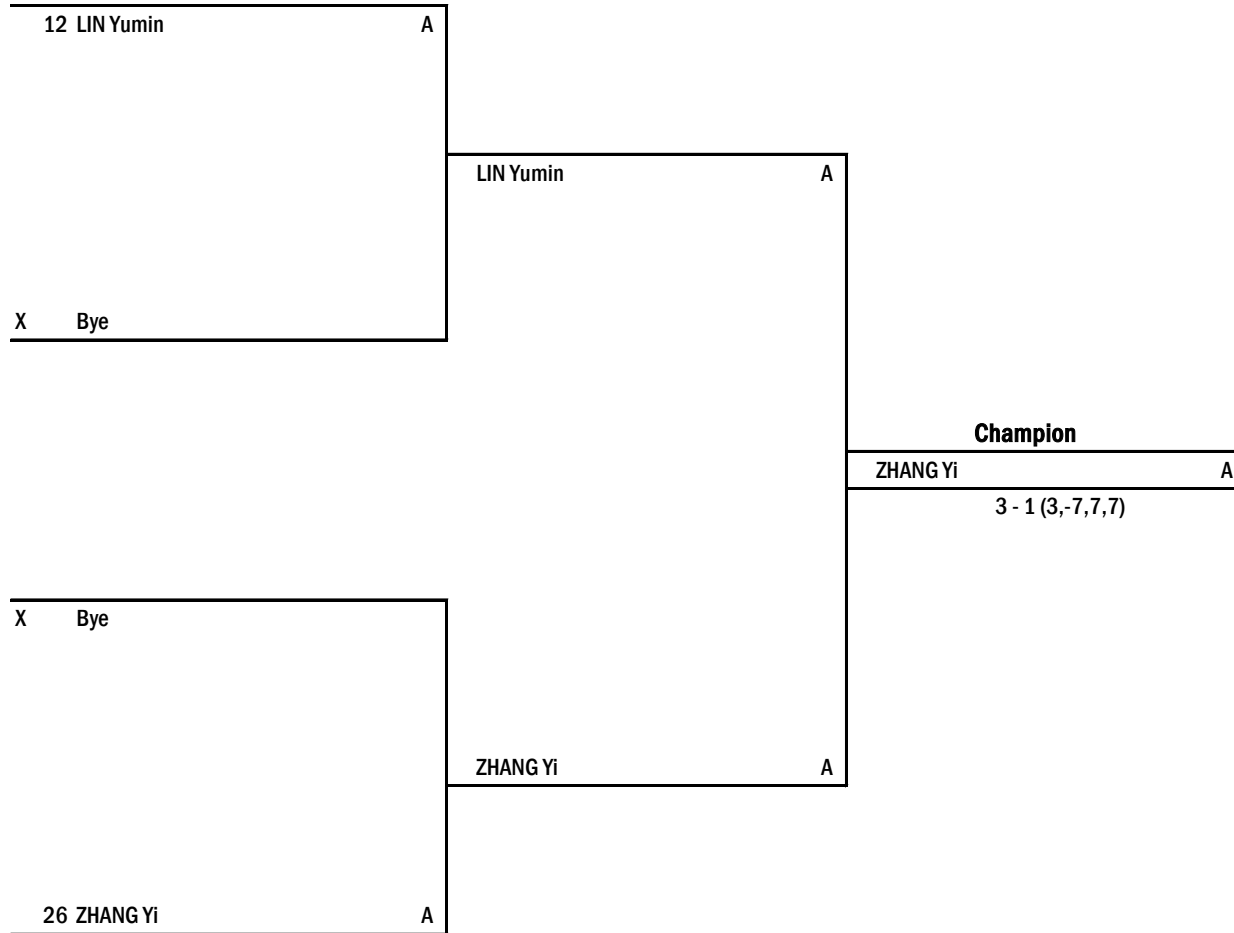 12 LIN Yumin A
LIN Yumin A
X Bye
Champion
ZHANG Yi A
3 - 1 (3,-7,7,7)
X Bye
ZHANG Yi A
26 ZHANG Yi A